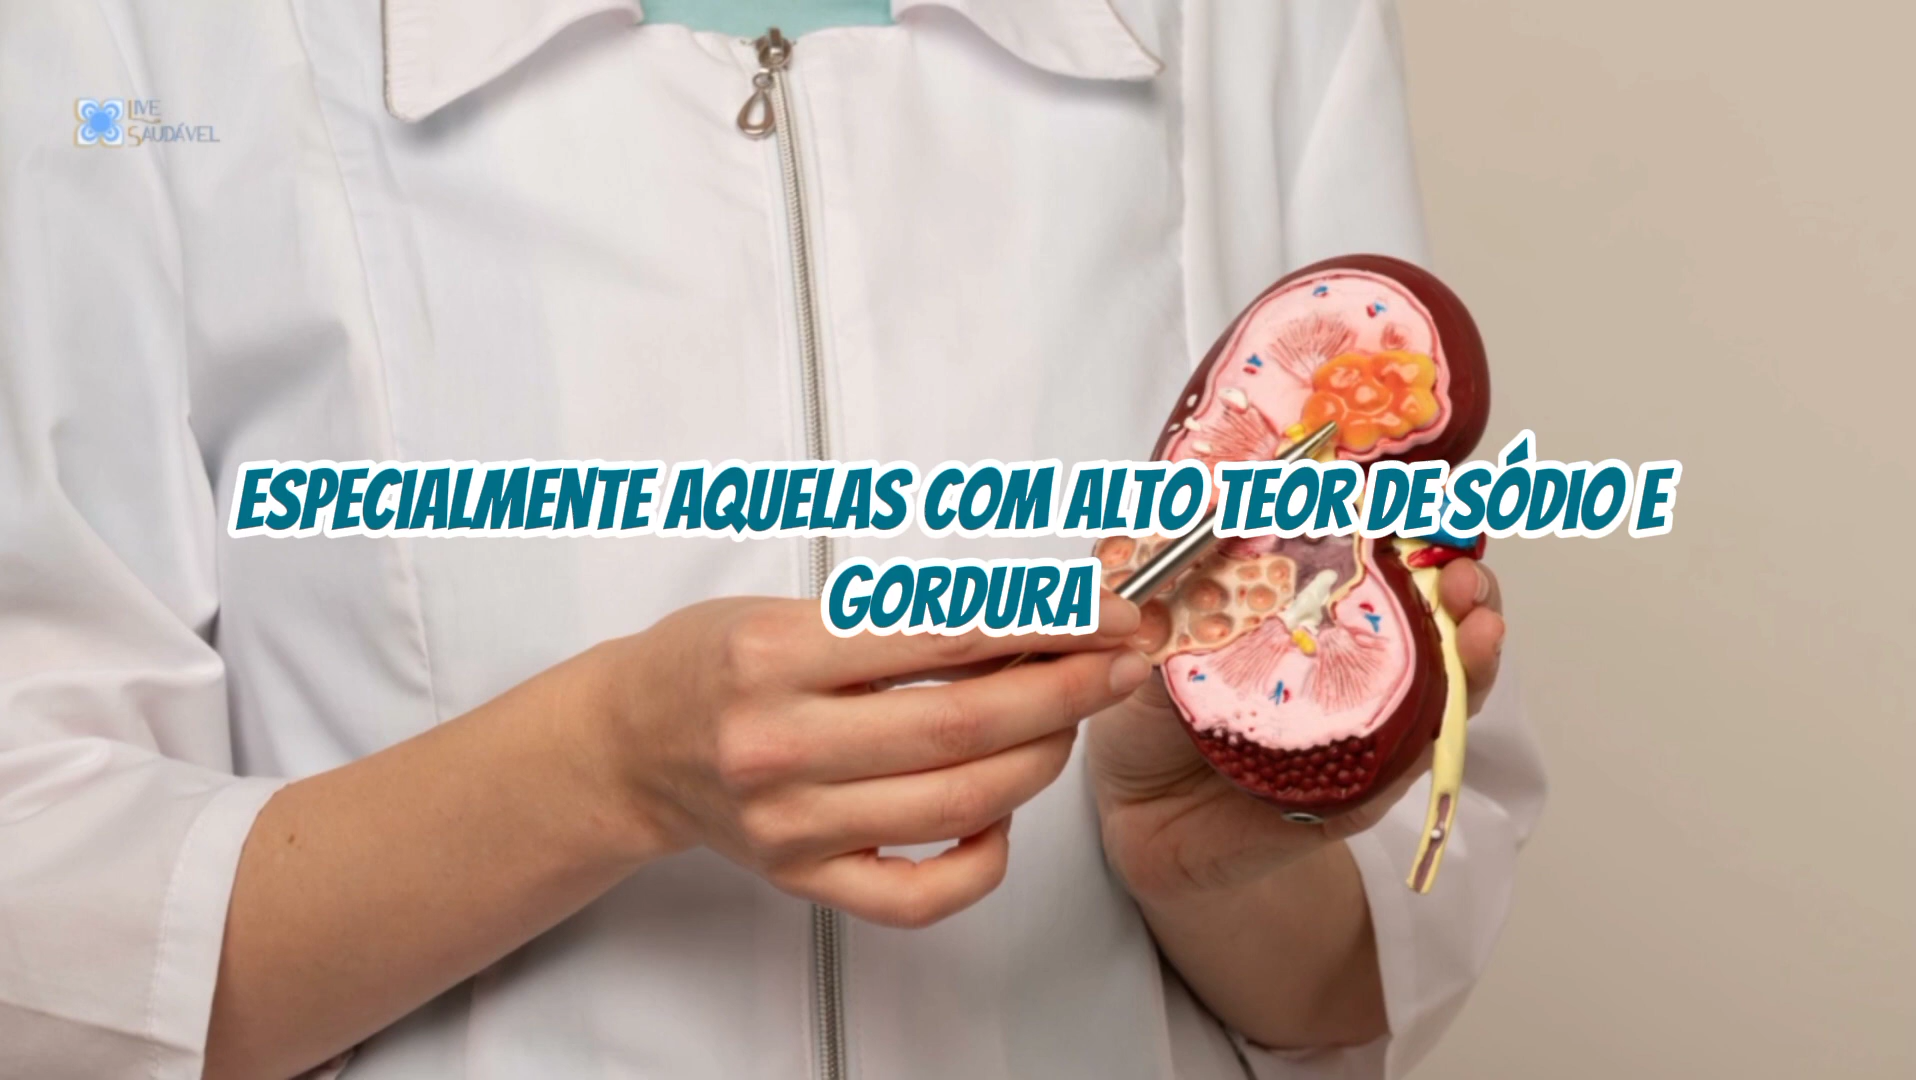 LIVE
SAUDÁVEL
ESPECIALMENTE AQUELAS COM ALTO TEOR DE SÓDIO E
GORDURA